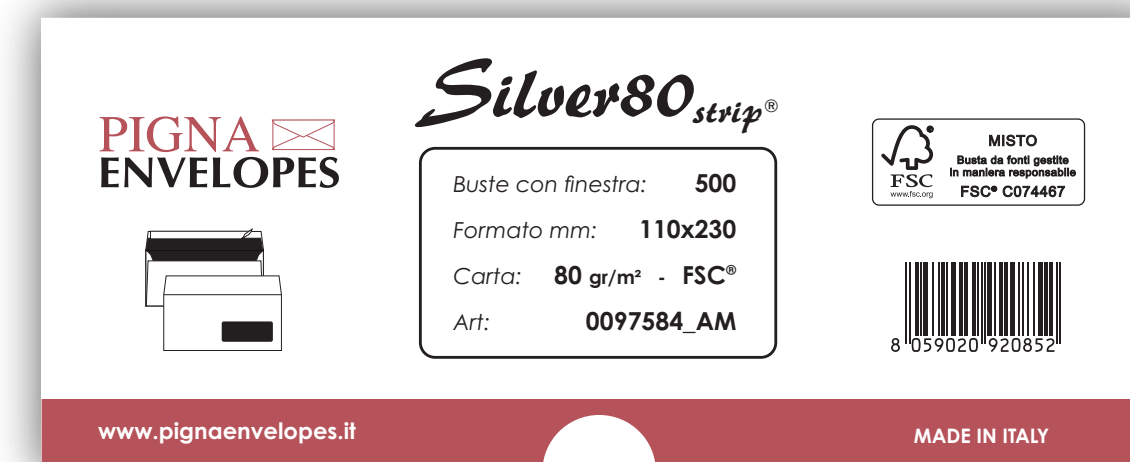 PIGNA
ENVELOPES
Silver80 strip®
Buste con finestra: 500
Formato mm: 110x230
Carta: 80 gr/m² - FSC®
Art: 0097584_AM
FSC
www.fsc.org
MISTO
Busta da fonti gestite
in maniera responsabile
FSC® C074467
8 059020 920852
www.pignaenvelopes.it
MADE IN ITALY